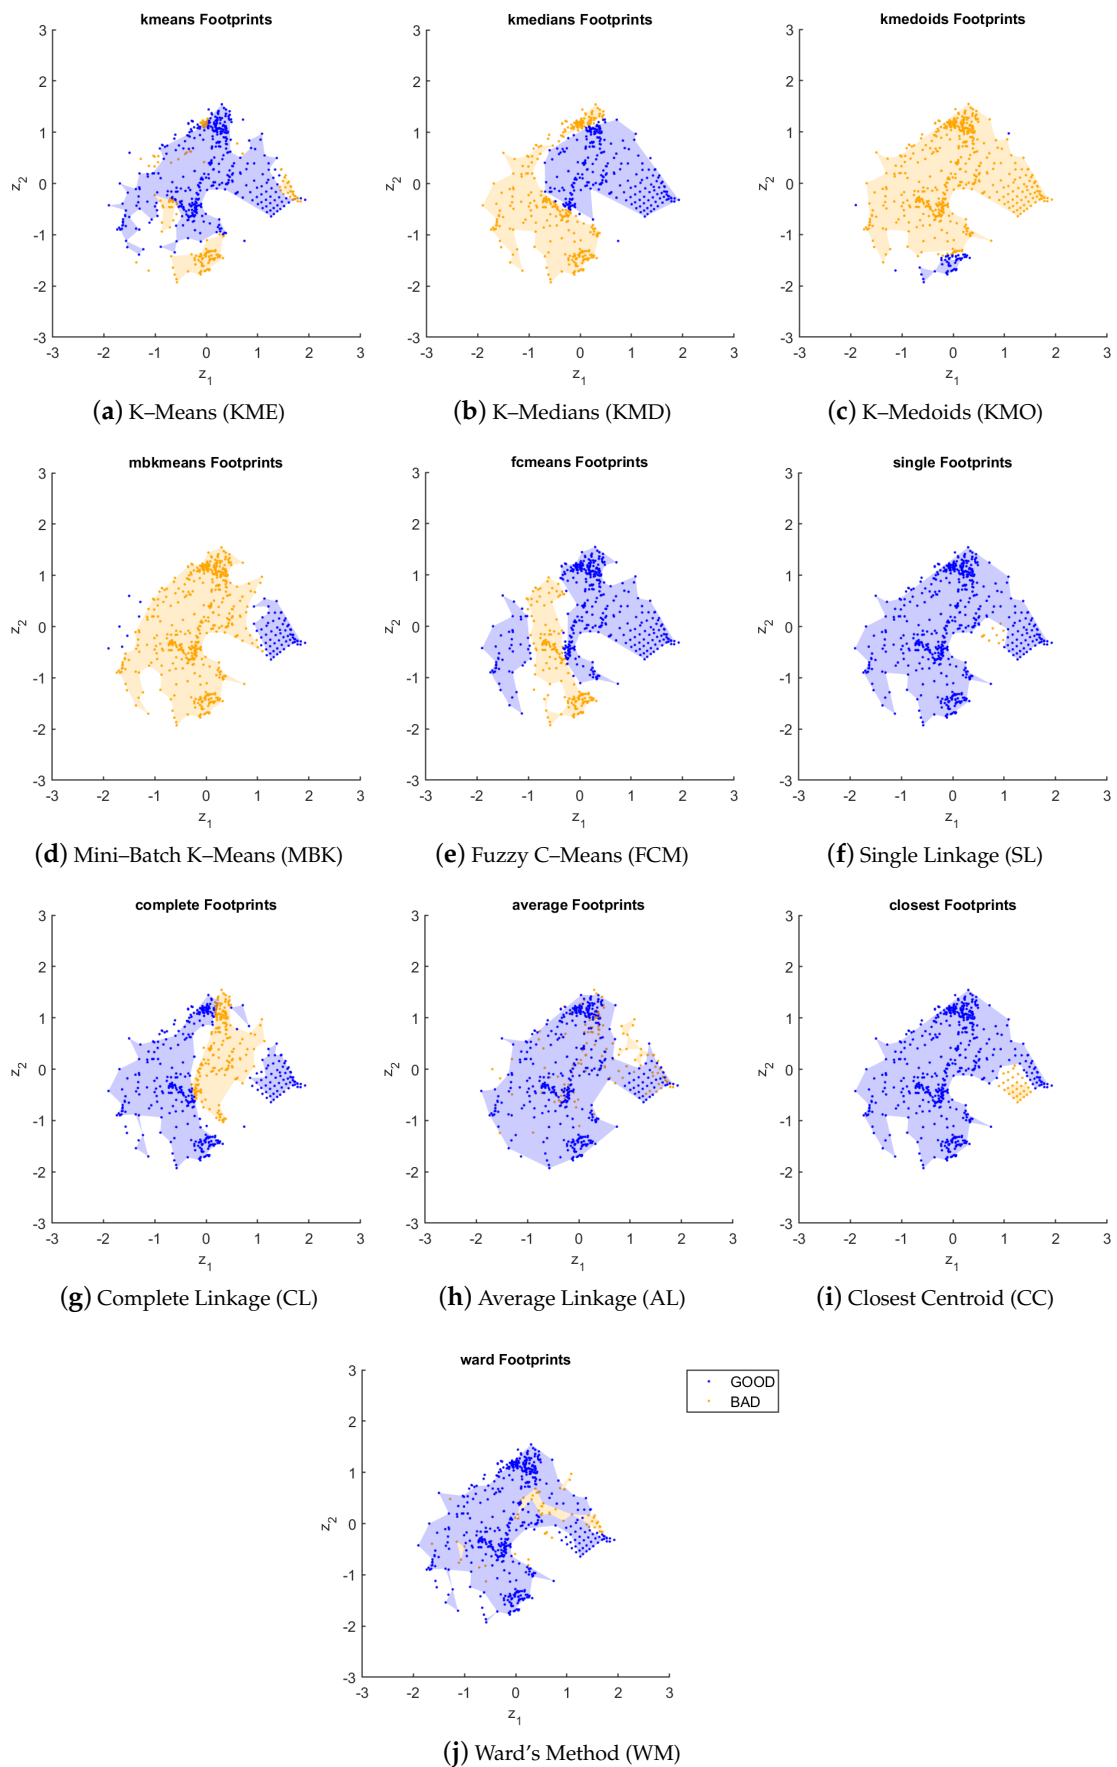 kmeans Footprints
kmedians Footprints
kmedoids Footprints
3
2
1
0
-1
-2
-3
z2
-3 -2 -1 0 1 2 3
z1
3
2
1
0
-1
-2
-3
z2
-3 -2 -1 0 1 2 3
z1
3
2
1
0
-1
-2
-3
z2
-3 -2 -1 0 1 2 3
z1
(a) K–Means (KME)
(b) K–Medians (KMD)
(c) K–Medoids (KMO)
mbkmeans Footprints
fcmeans Footprints
single Footprints
3
2
1
0
-1
-2
-3
z2
-3 -2 -1 0 1 2 3
z1
3
2
1
0
-1
-2
-3
z2
-3 -2 -1 0 1 2 3
z1
3
2
1
0
-1
-2
-3
z2
-3 -2 -1 0 1 2 3
z1
(d) Mini–Batch K–Means (MBK)
(e) Fuzzy C–Means (FCM)
(f) Single Linkage (SL)
complete Footprints
average Footprints
closest Footprints
3
2
1
0
-1
-2
-3
z2
-3 -2 -1 0 1 2 3
z1
3
2
1
0
-1
-2
-3
z2
-3 -2 -1 0 1 2 3
z1
3
2
1
0
-1
-2
-3
z2
-3 -2 -1 0 1 2 3
z1
(g) Complete Linkage (CL)
(h) Average Linkage (AL)
(i) Closest Centroid (CC)
ward Footprints
3
2
1
0
-1
-2
-3
z2
-3 -2 -1 0 1 2 3
z1
GOOD
BAD
(j) Ward's Method (WM)